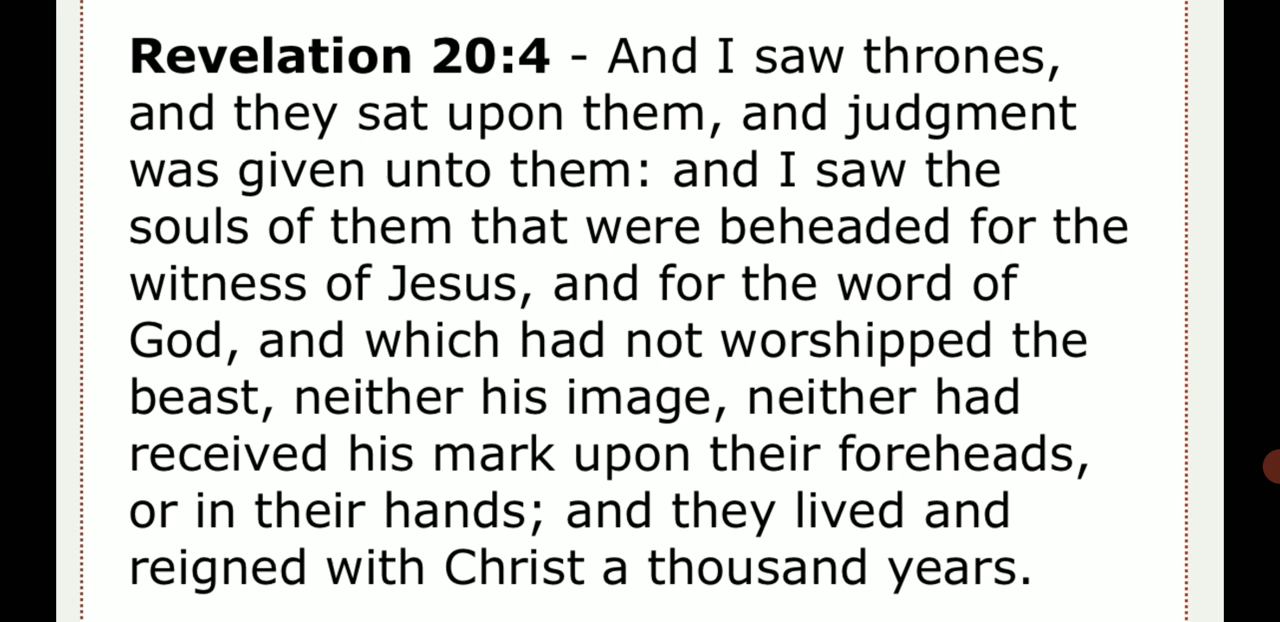 Revelation 20:4 - And I saw thrones,
and they sat upon them, and judgment
was given unto them: and I saw the
souls of them that were beheaded for the
witness of Jesus, and for the word of
God, and which had not worshipped the
beast, neither his image, neither had
received his mark upon their foreheads,
or in their hands; and they lived and
reigned with Christ a thousand years.